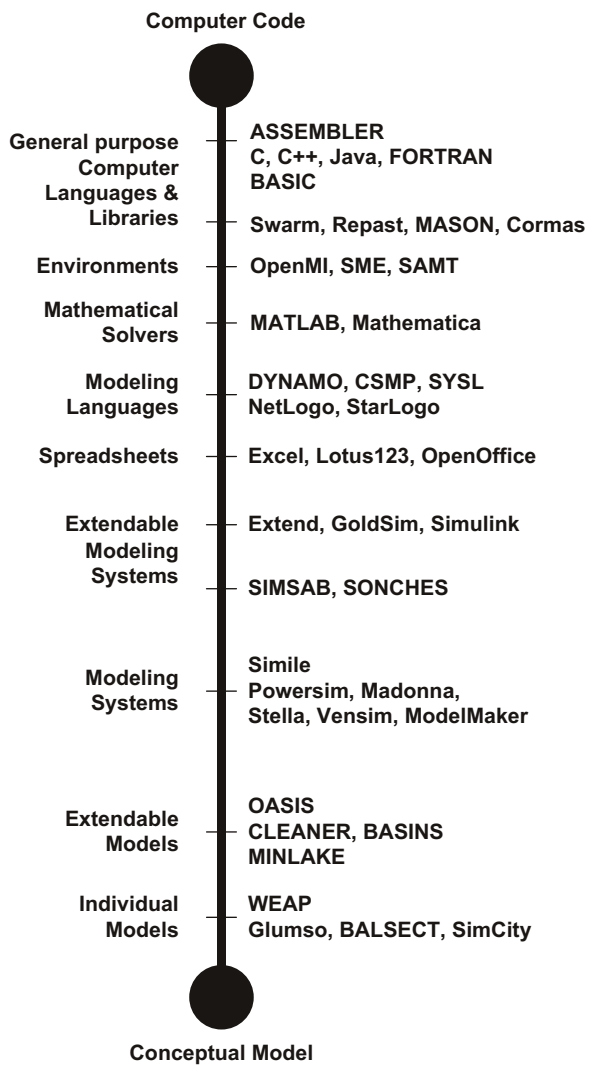 Computer Code
General purpose
Computer
Languages &
Libraries
ASSEMBLER
C, C++, Java, FORTRAN
BASIC
Swarm, Repast, MASON, Cormas
Environments
OpenMI, SME, SAMT
Mathematical
Solvers
MATLAB, Mathematica
Modeling
Languages
DYNAMO, CSMP, SYSL
NetLogo, StarLogo
Spreadsheets
Excel, Lotus123, OpenOffice
Extendable
Modeling
Systems
Extend, GoldSim, Simulink
SIMSAB, SONCHES
Modeling
Systems
Simile
Powersim, Madonna,
Stella, Vensim, ModelMaker
Extendable
Models
OASIS
CLEANER, BASINS
MINLAKE
Individual
Models
WEAP
Glumso, BALSECT, SimCity
Conceptual Model